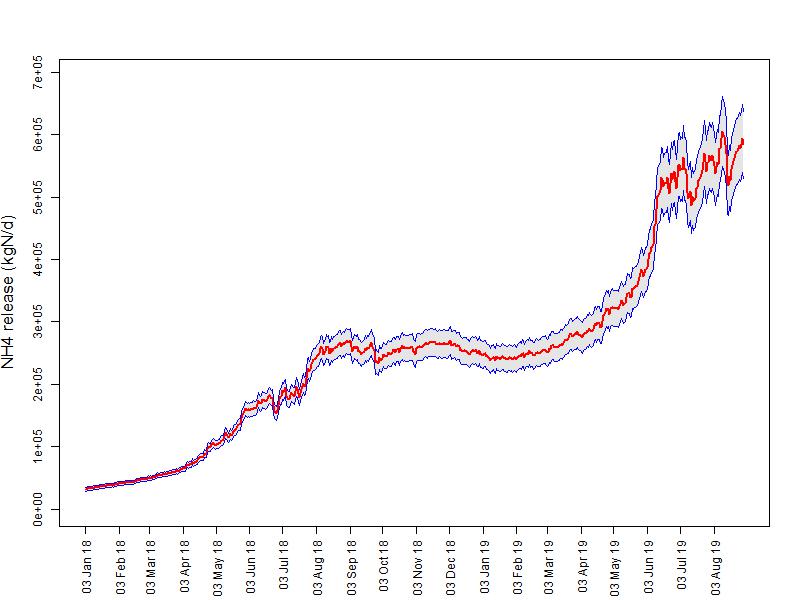 NH4 release (kgN/d)
7e+05
6e+05
5e+05
4e+05
3e+05
2e+05
1e+05
0e+00
03 Jan 18
03 Feb 18
03 Mar 18
03 Apr 18
03 May 18
03 Jun 18
03 Jul 18
03 Aug 18
03 Sep 18
03 Oct 18
03 Nov 18
03 Dec 18
03 Jan 19
03 Feb 19
03 Mar 19
03 Apr 19
03 May 19
03 Jun 19
03 Jul 19
03 Aug 19